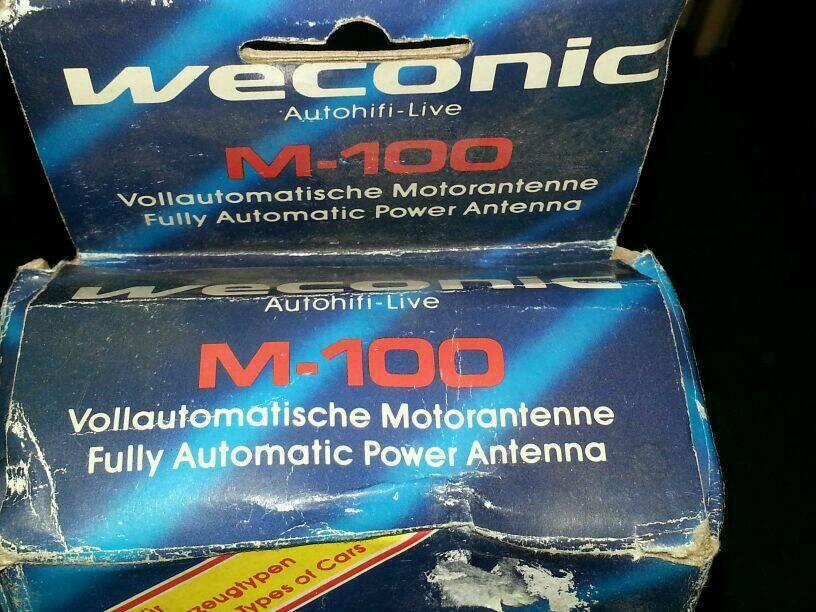 weconic
Autohifi-Live
M-100
Vollautomatische Motorantenne
Fully Automatic Power Antenna
weconic
Autohifi-Live
M-100
Vollautomatische Motorantenne
Fully Automatic Power Antenna
zeugtypen
Types of Cars